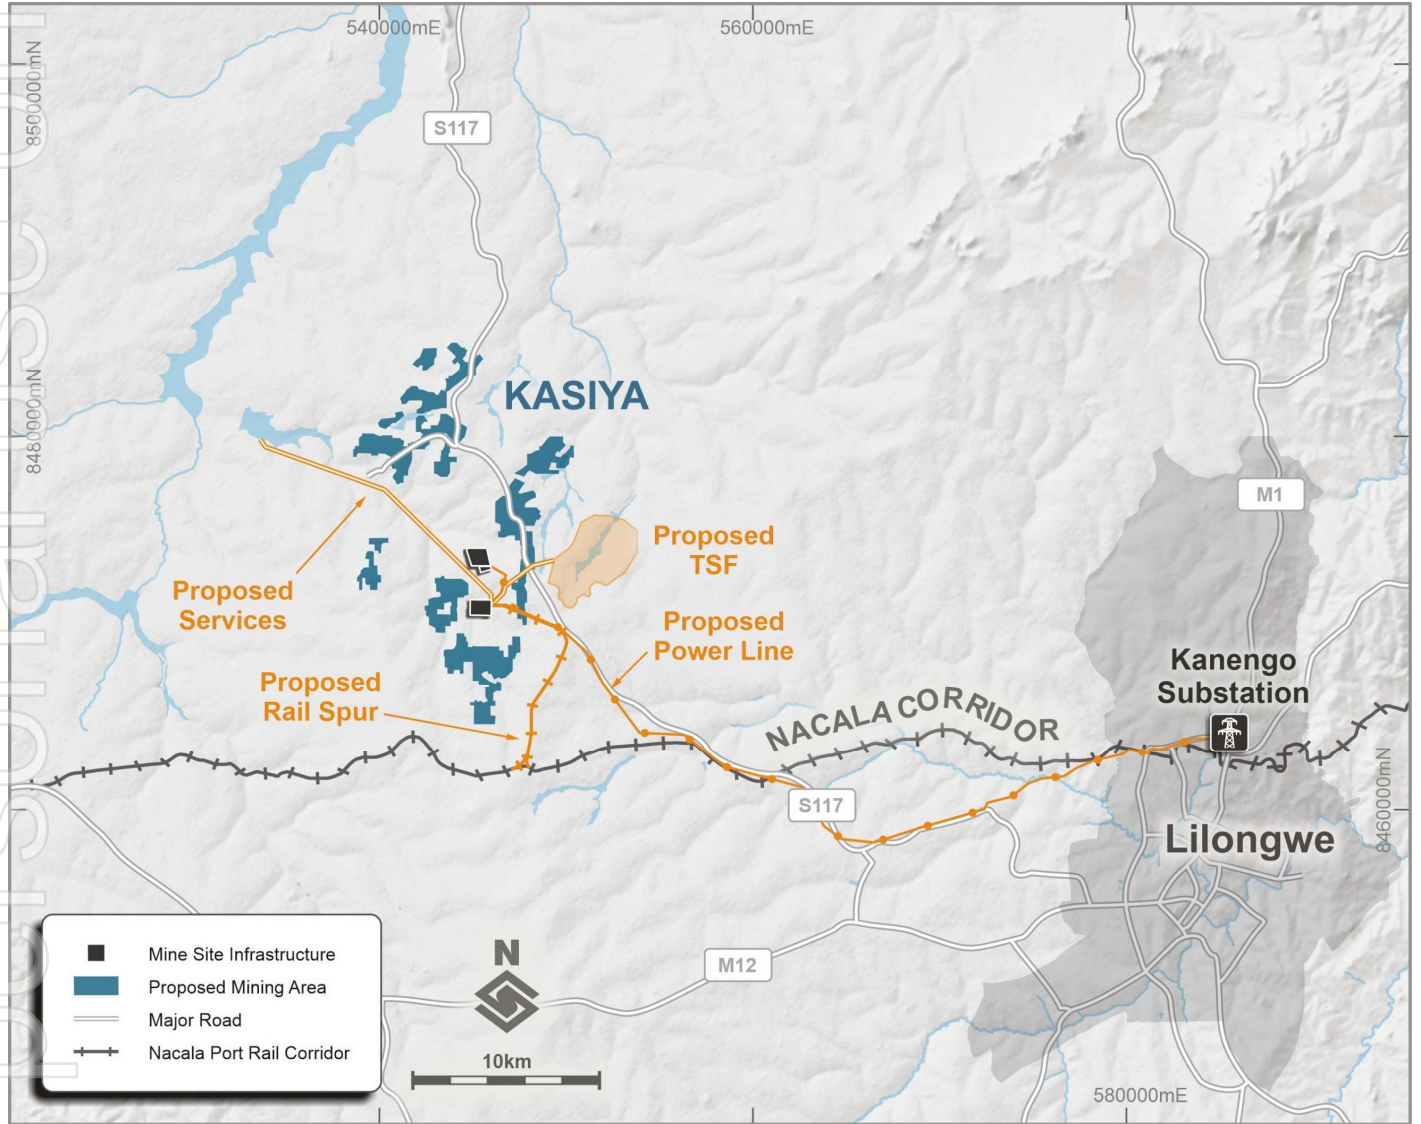 540000mE
560000mE
8500000mN
S117
KASIYA
8480000mN
M1
Proposed
TSF
Proposed
Services
Proposed
Power Line
Kanengo
Substation
Proposed
Rail Spur
NACALA CORRIDOR
S117
8460000mN
Lilongwe
M12
N
10km
580000mE
Mine Site Infrastructure
Proposed Mining Area
Major Road
Nacala Port Rail Corridor